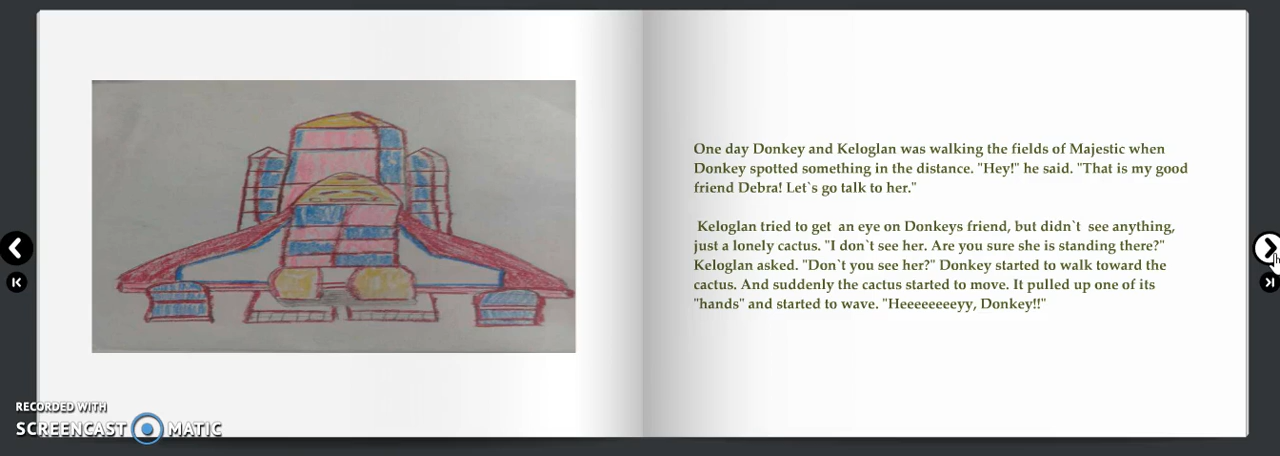 One day Donkey and Keloglan was walking the fields of Majestic when
Donkey spotted something in the distance. "Hey!" he said. "That is my good
friend Debra! Let`s go talk to her."
Keloglan tried to get  an eye on Donkeys friend, but didn`t  see anything,
just a lonely cactus. "I don`t see her. Are you sure she is standing there?"
Keloglan asked. "Don`t you see her?" Donkey started to walk toward the
cactus. And suddenly the cactus started to move. It pulled up one of its
"hands" and started to wave. "Heeeeeeeyy, Donkey!!"
RECORDED WITH
SCREENCAST MATIC